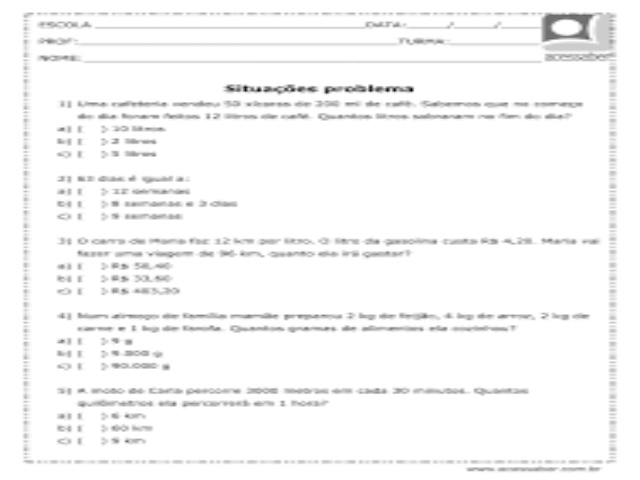 ESCOLA DATA: / /
PROF: TURMA:
NOME:
acessaber
Situações problema
1) Uma cafeteria vendeu 50 xícaras de 200 ml de café. Sabemos que no começo
do dia foram feitos 12 litros de café. Quantos litros sobraram no fim do dia?
a) ( ) 10 litros
b) ( ) 2 litros
c) ( ) 5 litros
2) 63 dias é igual a:
a) ( ) 12 semanas
b) ( ) 8 semanas e 3 dias
c) ( ) 9 semanas
3) O carro de Maria faz 12 km por litro. O litro da gasolina custa R$ 4,20. Maria vai
fazer uma viagem de 96 km, quanto ela irá gastar?
a) ( ) R$
b) ( ) R$ 33,60
c) ( ) R$ 403,20
4) Num almoço de família mamãe preparou 2 kg de feijão, 4 kg de arroz, 2 kg de
carne e 1 kg de farofa. Quantos gramas de alimentos ela cozinhou?
a) ( ) 9 g
b) ( ) 9.000 g
c) ( ) 90.000 g
5) A moto de Carla percorre 3000 metros em cada 30 minutos. Quantos
quilômetros ela percorrerá em 1 hora?
a) ( ) 6 km
b) ( ) 60 km
c) ( ) 9 km
www.acessaber.com.br